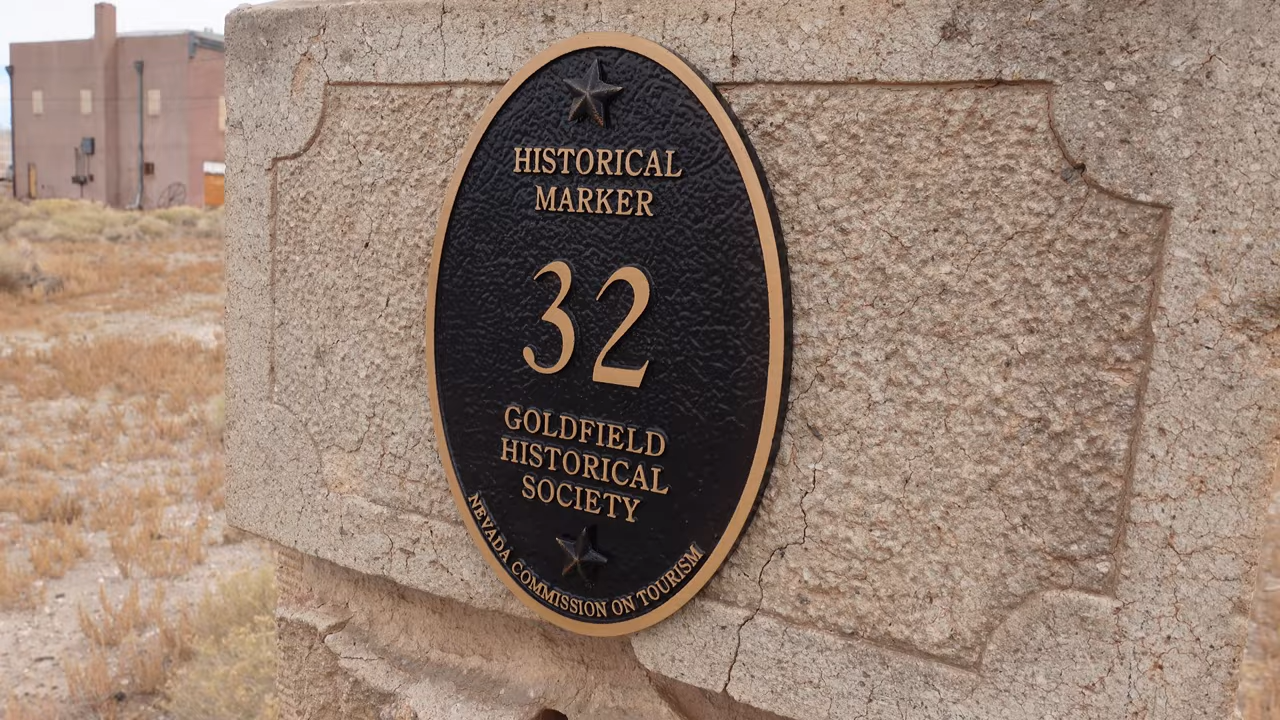 HISTORICAL
MARKER
32
GOLDFIELD
HISTORICAL
SOCIETY
NEVADA COMMISSION ON TOURISM